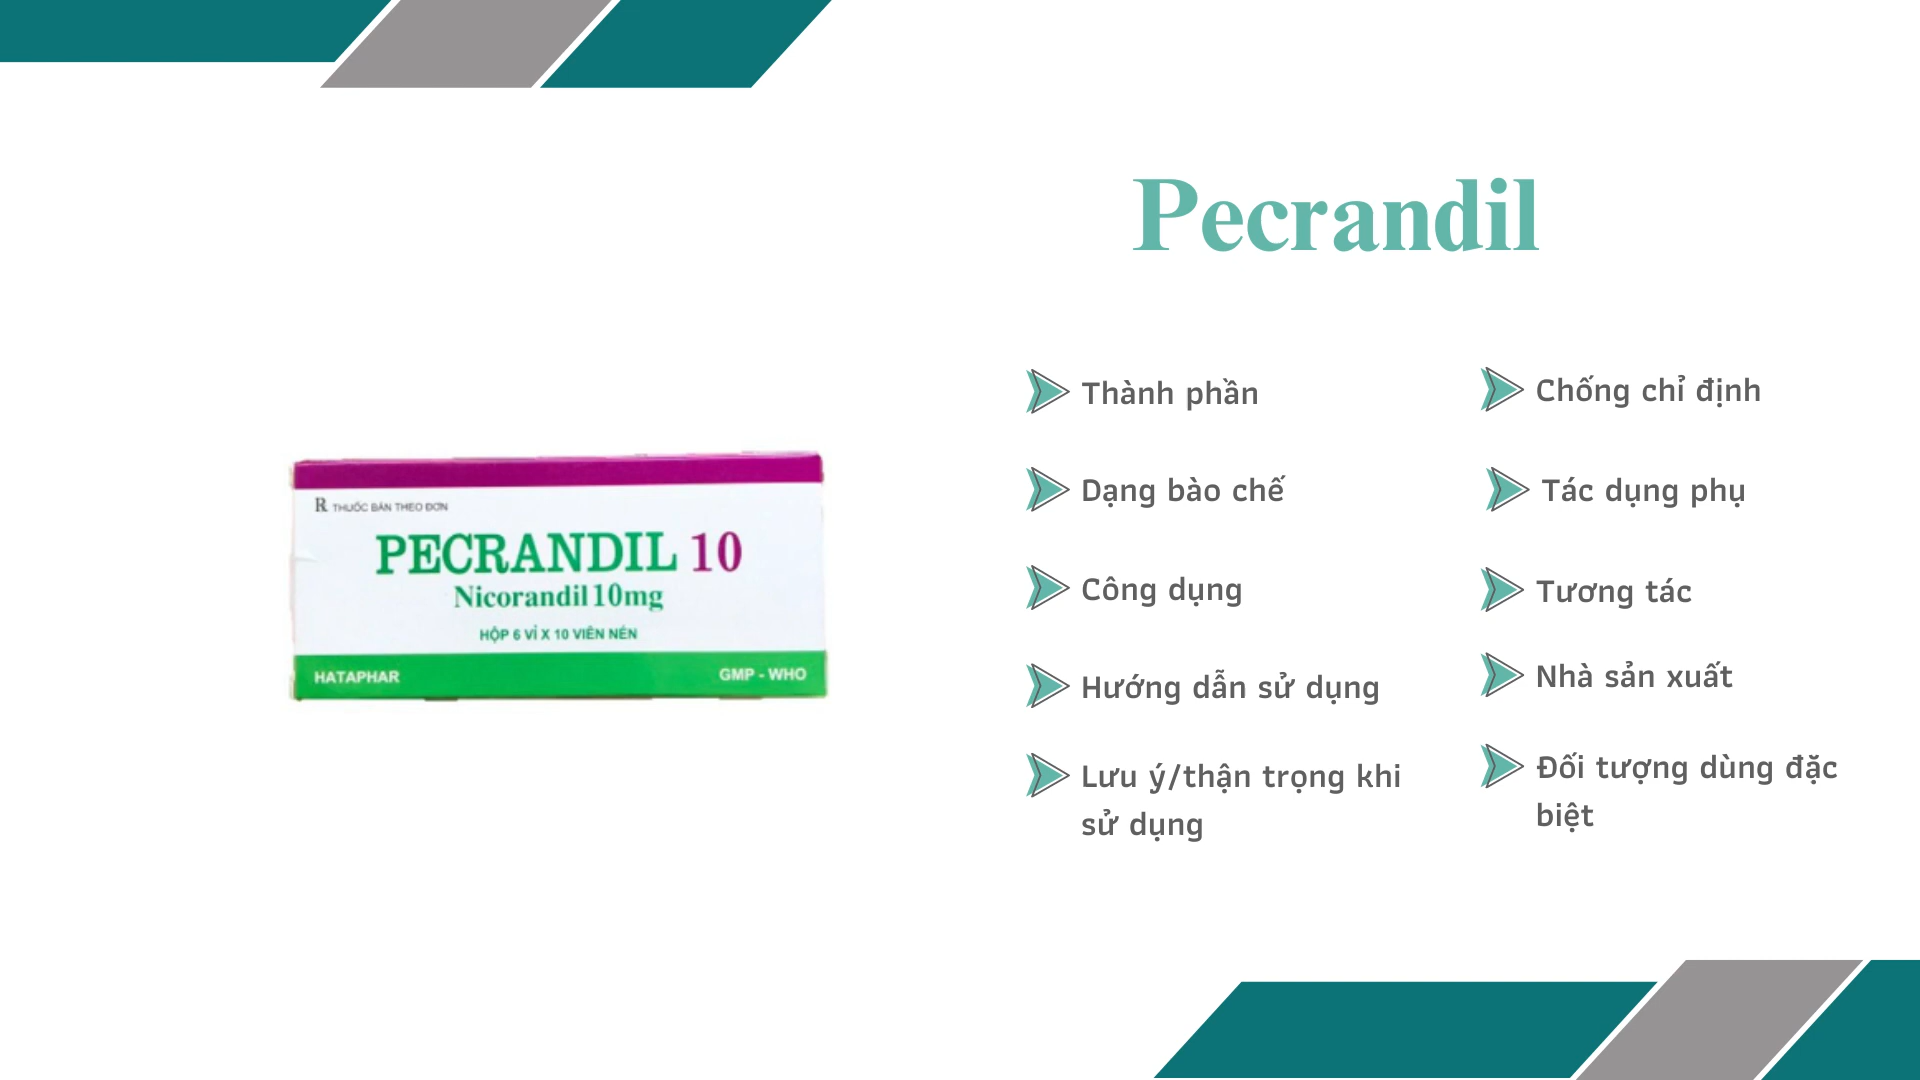 Pecrandil
℞ THUỐC BÁN THEO ĐƠN
PECRANDIL 10
Nicorandil 10mg
HỘP 6 VỈ X 10 VIÊN NÉN
HATAPHAR
GMP - WHO
Thành phần
Dạng bào chế
Công dụng
Hướng dẫn sử dụng
Lưu ý/thận trọng khi
sử dụng
Chống chỉ định
Tác dụng phụ
Tương tác
Nhà sản xuất
Đối tượng dùng đặc
biệt